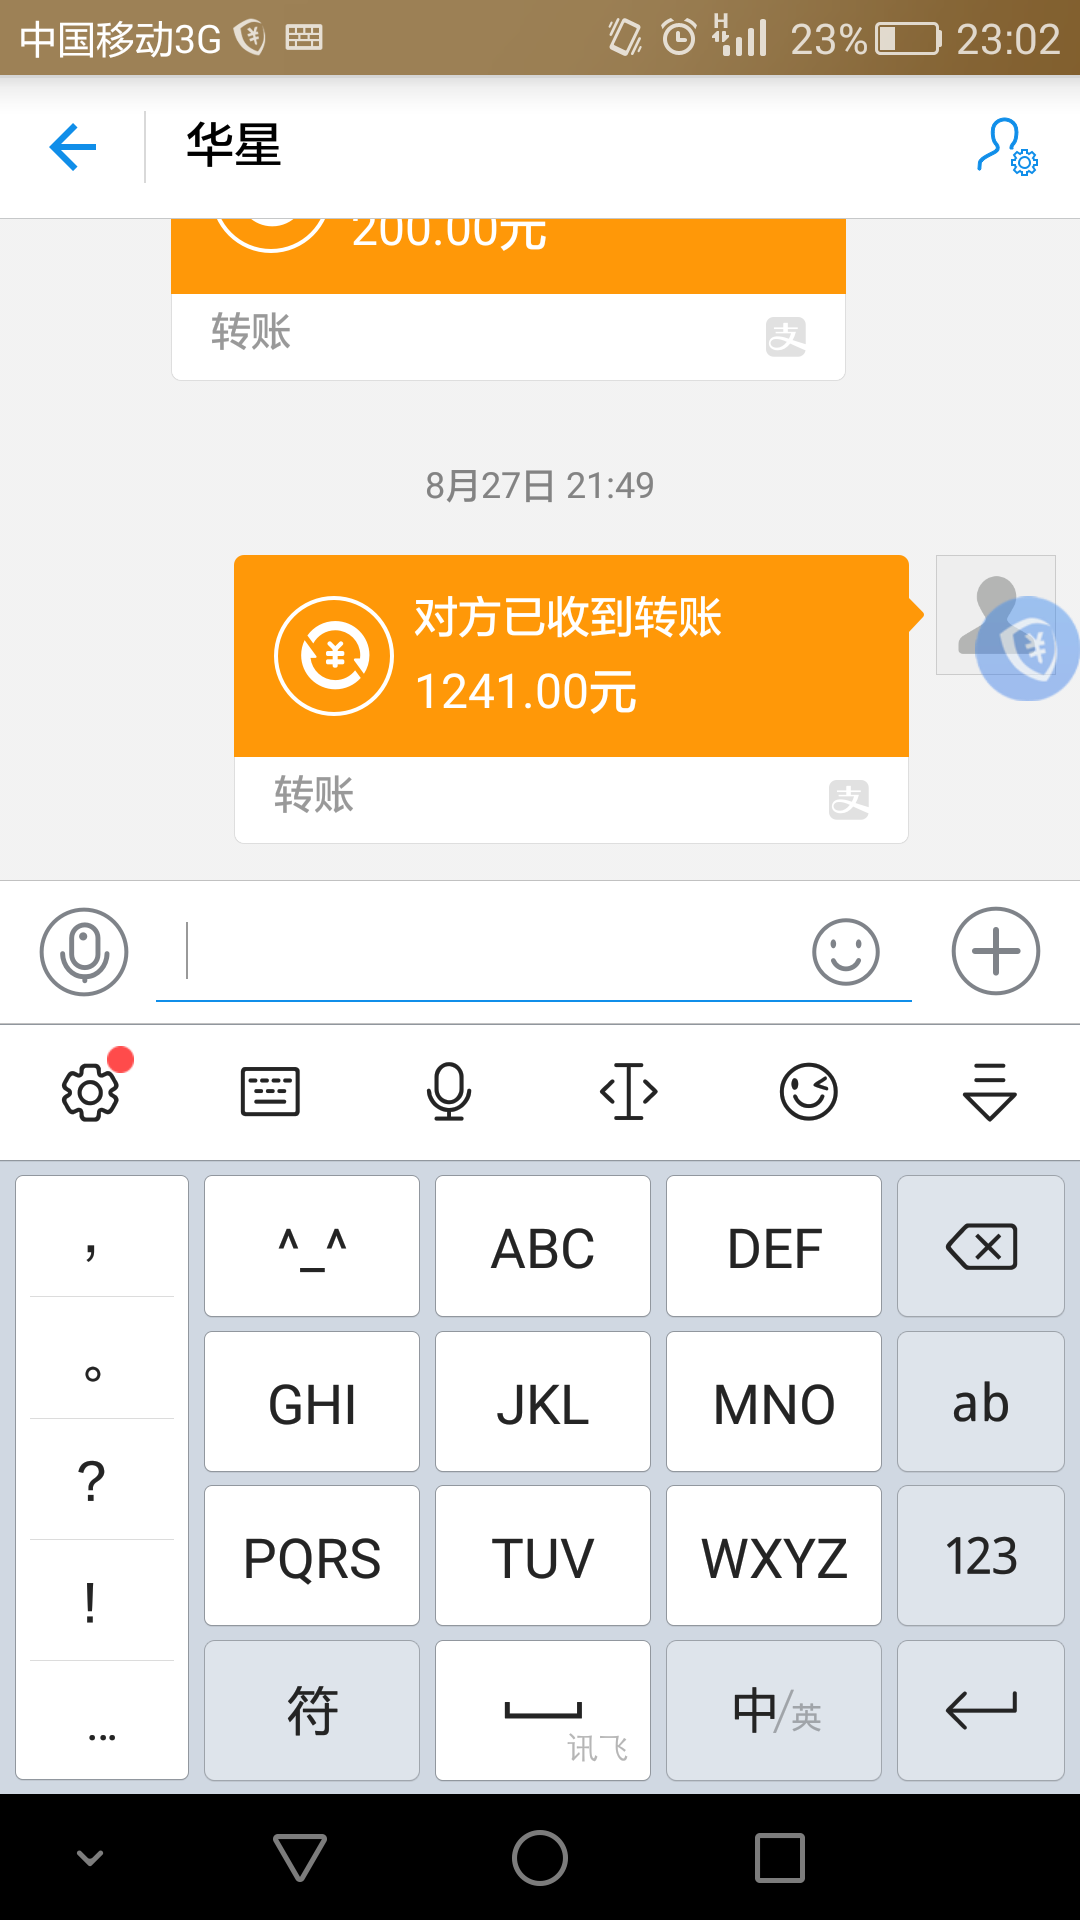 中国移动3G H 23% 23:02
华星
200.00元
转账
支
8月27日 21:49
对方已收到转账
¥
1241.00元
¥
转账
支
， ^_^ ABC DEF
。 GHI JKL MNO ab
? PQRS TUV WXYZ 123
!
... 符 讯飞 中/英